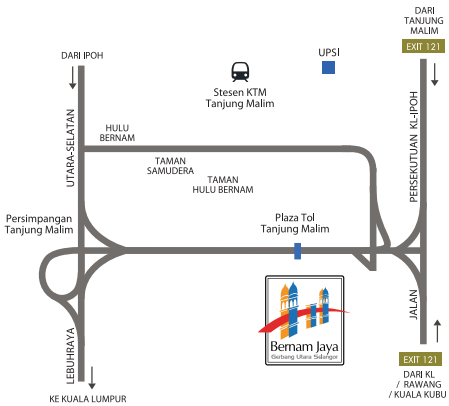 DARI
TANJUNG
MALIM
EXIT 121
UPSI
DARI IPOH
Stesen KTM
Tanjung Malim
UTARA-SELATAN
PERSEKUTUAN KL-IPOH
HULU
BERNAM
TAMAN
SAMUDERA
TAMAN
HULU BERNAM
Persimpangan
Tanjung Malim
Plaza Tol
Tanjung Malim
LEBUHRAYA
JALAN
Bernam Jaya
Gerbang Utara Selangor
EXIT 121
DARI KL
/ RAWANG
/ KUALA KUBU
KE KUALA LUMPUR